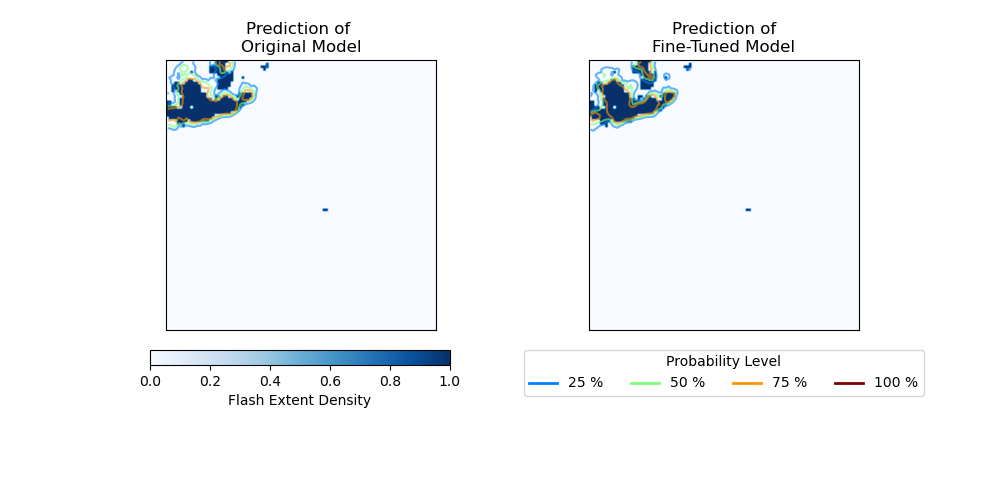 Prediction of
Original Model
Prediction of
Fine-Tuned Model
0.0 0.2 0.4 0.6 0.8 1.0
Flash Extent Density
Probability Level
25 % 50 % 75 % 100 %